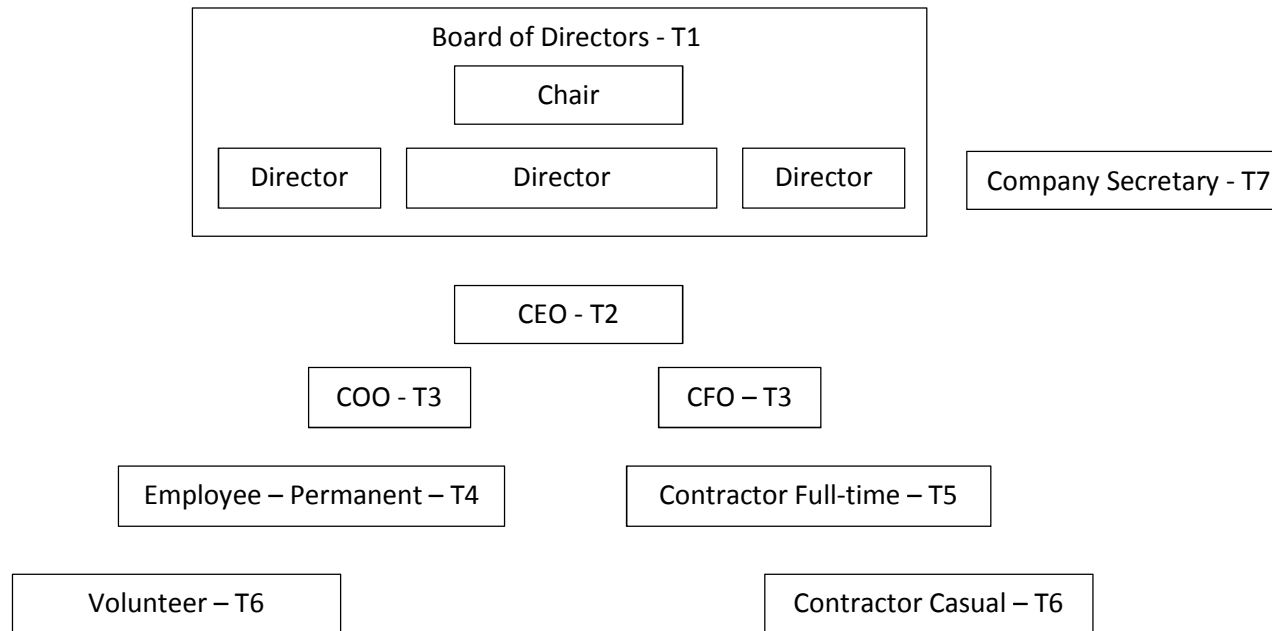 Board of Directors - T1
Chair
Director
Director
Director
Company Secretary - T7
CEO - T2
COO - T3
CFO – T3
Employee – Permanent – T4
Contractor Full-time – T5
Volunteer – T6
Contractor Casual – T6